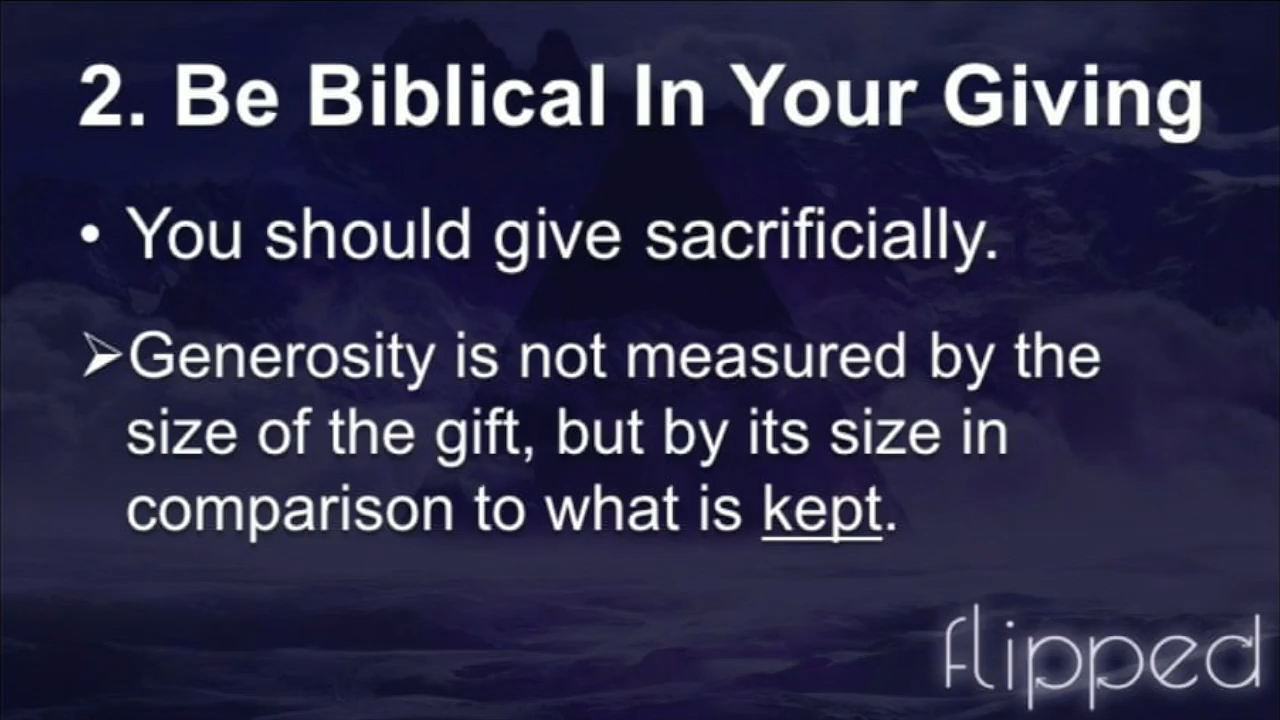 2. Be Biblical In Your Giving
• You should give sacrificially.
➢Generosity is not measured by the
size of the gift, but by its size in
comparison to what is kept.
flipped